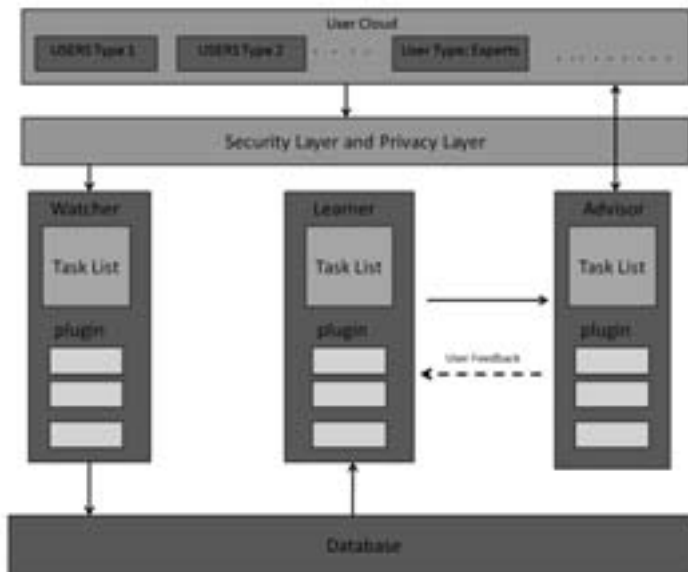 User Cloud
USERS Type 1
USERS Type 2
User Type: Experts
Security Layer and Privacy Layer
Watcher
Learner
Advisor
Task List
Task List
Task List
plugin
plugin
plugin
User Feedback
Database